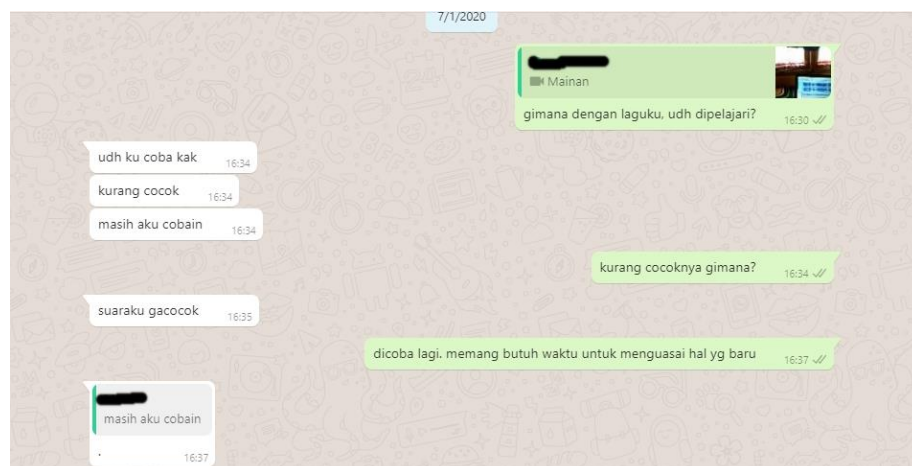 7/1/2020
Mainan
gimana dengan laguku, udh dipelajari?
16:30
udh ku coba kak
16:34
kurang cocok
16:34
masih aku cobain
16:34
kurang cocoknya gimana?
16:34
suaraku gacocok
16:35
dicoba lagi. memang butuh waktu untuk menguasai hal yg baru
16:37
masih aku cobain
.
16:37